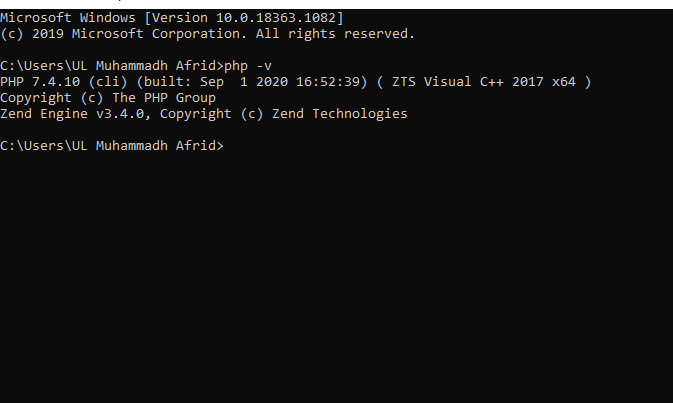 Microsoft Windows [Version 10.0.18363.1082]
(c) 2019 Microsoft Corporation. All rights reserved.
C:\Users\UL Muhammadh Afrid>php -v
PHP 7.4.10 (cli) (built: Sep  1 2020 16:52:39) ( ZTS Visual C++ 2017 x64 )
Copyright (c) The PHP Group
Zend Engine v3.4.0, Copyright (c) Zend Technologies
C:\Users\UL Muhammadh Afrid>